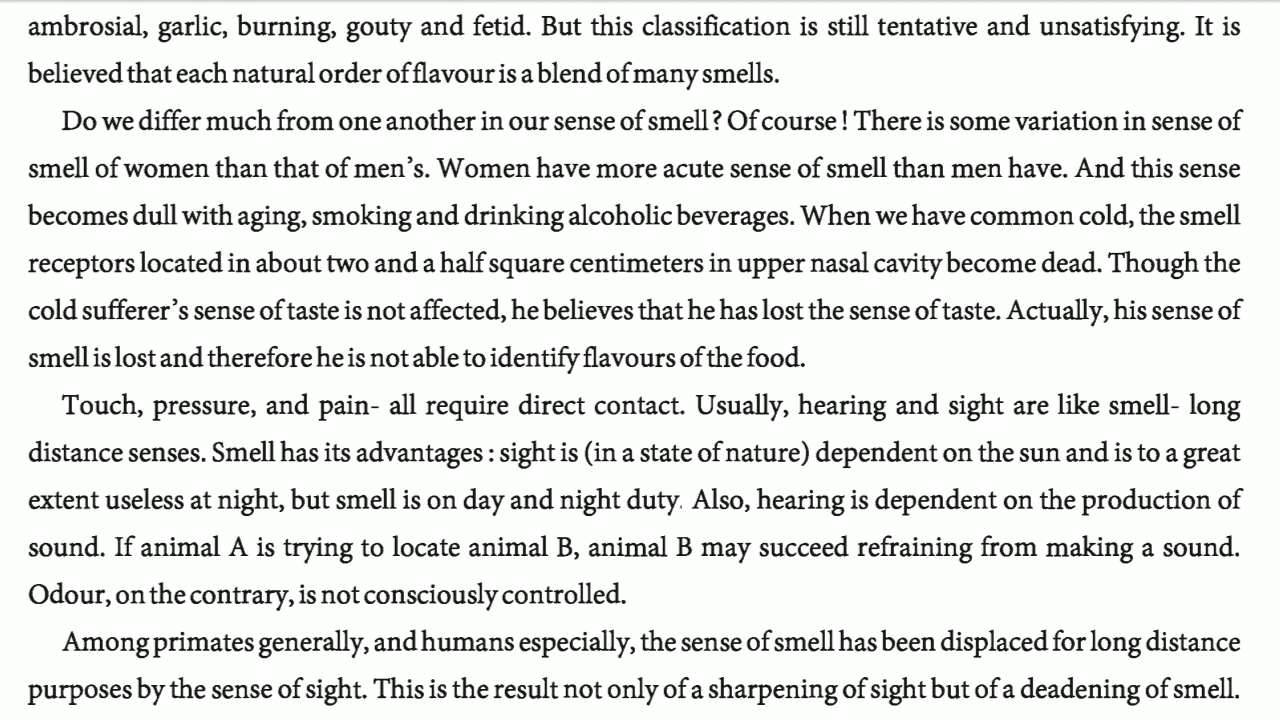 ambrosial, garlic, burning, gouty and fetid. But this classification is still tentative and unsatisfying. It is
believed that each natural order of flavour is a blend of many smells.
Do we differ much from one another in our sense of smell? Of course! There is some variation in sense of
smell of women than that of men’s. Women have more acute sense of smell than men have. And this sense
becomes dull with aging, smoking and drinking alcoholic beverages. When we have common cold, the smell
receptors located in about two and a half square centimeters in upper nasal cavity become dead. Though the
cold sufferer’s sense of taste is not affected, he believes that he has lost the sense of taste. Actually, his sense of
smell is lost and therefore he is not able to identify flavours of the food.
Touch, pressure, and pain- all require direct contact. Usually, hearing and sight are like smell- long
distance senses. Smell has its advantages : sight is (in a state of nature) dependent on the sun and is to a great
extent useless at night, but smell is on day and night duty. Also, hearing is dependent on the production of
sound. If animal A is trying to locate animal B, animal B may succeed refraining from making a sound.
Odour, on the contrary, is not consciously controlled.
Among primates generally, and humans especially, the sense of smell has been displaced for long distance
purposes by the sense of sight. This is the result not only of a sharpening of sight but of a deadening of smell.